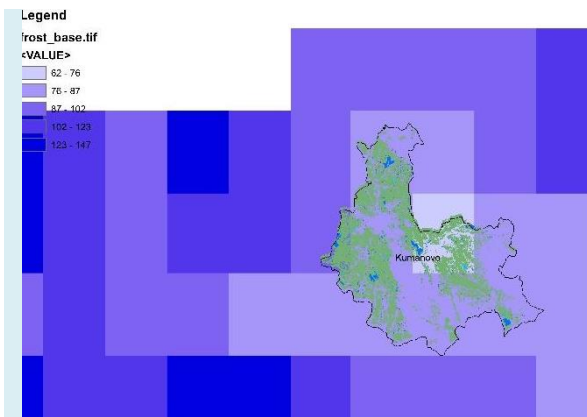 Legend
frost_base.tif
<VALUE>
62 - 76
76 - 87
87 - 102
102 - 123
123 - 147
Kumanovo